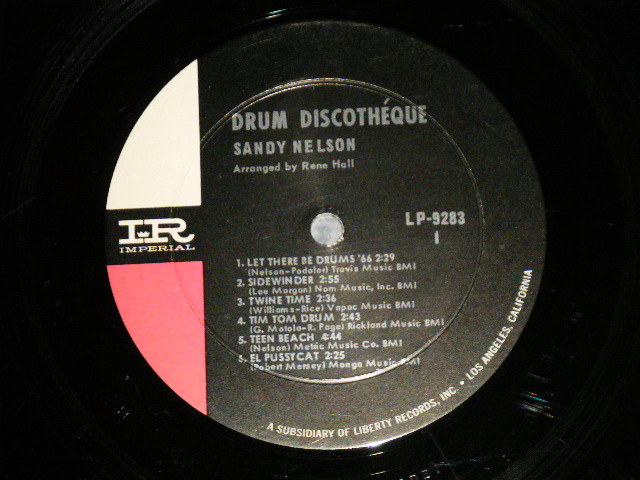 DRUM DISCOTHÉQUE
SANDY NELSON
Arranged by Rene Hall
LP-9283
1
IR
IMPERIAL
1. LET THERE BE DRUMS '66 2:29
(Nelson-Podolor) Travis Music BMI
2. SIDEWINDER 2:55
(Lee Morgan) Nom Music, Inc. BMI
3. TWINE TIME 2:36
(Williams-Rice) Vapac Music BMI
4. TIM TOM DRUM 2:43
(G. Motola-R. Page) Rickland Music BMI
5. TEEN BEACH 4:44
(Nelson) Metric Music Co. BMI
6. EL PUSSYCAT 2:25
(Robert Mersey) Mongo Music BMI
A SUBSIDIARY OF LIBERTY RECORDS, INC. • LOS ANGELES, CALIFORNIA